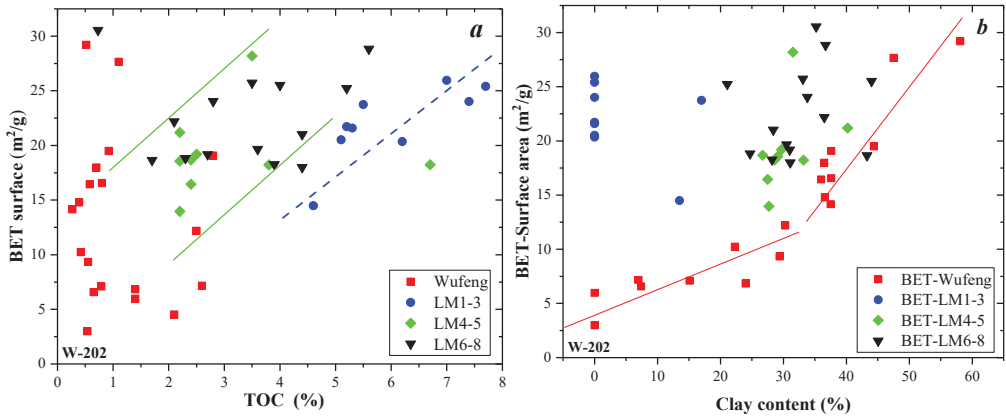 a
BET surface (m²/g)
30
25
20
15
10
5
0
Wufeng
LM1-3
LM4-5
LM6-8
W-202
0 1 2 3 4 5 6 7 8
TOC (%)
b
BET-Surface area (m²/g)
30
25
20
15
10
5
0
BET-Wufeng
BET-LM1-3
BET-LM4-5
BET-LM6-8
W-202
0 10 20 30 40 50 60
Clay content (%)